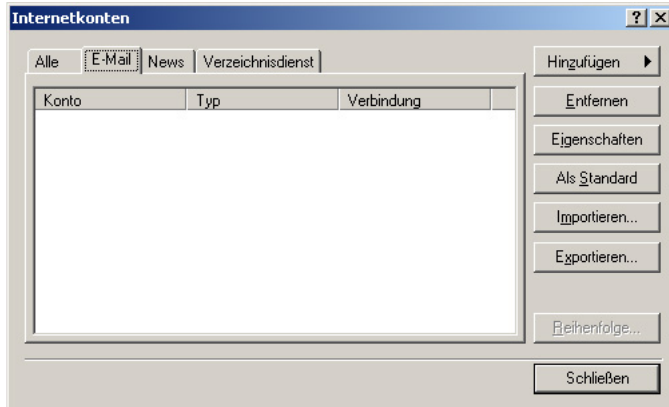 Internetkonten
Alle E-Mail News Verzeichnisdienst
Konto Typ Verbindung
Hinzufügen
Entfernen
Eigenschaften
Als Standard
Importieren...
Exportieren...
Reihenfolge...
Schließen